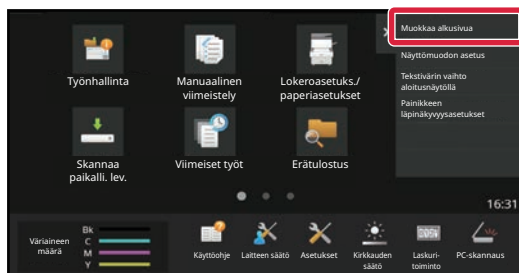 Muokkaa alkusivua
Näyttömuodon asetus
Tekstivärin vaihto
aloitusnäytöllä
Painikkeen
läpinäkyvyysasetukset
Työnhallinta
Manuaalinen
viimeistely
Lokeroasetuks./
paperiasetukset
Skannaa
paikalli. lev.
Viimeiset työt
Erätulostus
16:31
Väriaineen
määrä
Bk
C
M
Y
Käyttöohje
Laitteen säätö
Asetukset
Kirkkauden
säätö
Laskuri-
toiminto
PC-skannaus